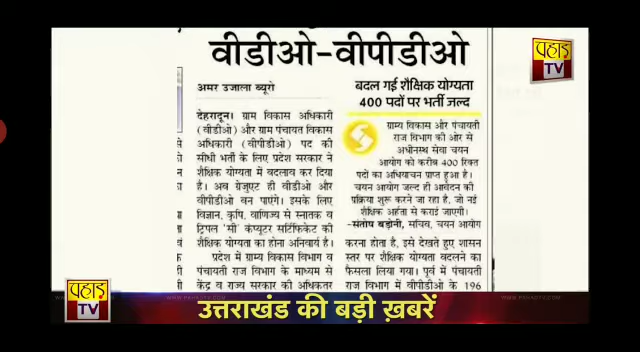 वीडीओ-वीपीडीओ
पहाड़
TV
अमर उजाला ब्यूरो
देहरादून। ग्राम विकास अधिकारी
(वीडीओ) और ग्राम पंचायत विकास
अधिकारी (वीपीडीओ) पद की
सीधी भर्ती के लिए प्रदेश सरकार ने
शैक्षिक योग्यता में बदलाव कर दिया
है। अब ग्रेजुएट ही वीडीओ और
वीपीडीओ बन पाएंगे। इसके लिए
विज्ञान, कृषि, वाणिज्य से स्नातक व
ट्रिपल 'सी' कंप्यूटर सर्टिफिकेट की
शैक्षिक योग्यता का होना अनिवार्य है।
प्रदेश में ग्राम्य विकास विभाग व
पंचायती राज विभाग के माध्यम से
केंद्र व राज्य सरकार की अधिकतर
बदल गई शैक्षिक योग्यता
400 पदों पर भर्ती जल्द
ग्राम्य विकास और पंचायती
राज विभाग की ओर से
अधीनस्थ सेवा चयन
आयोग को करीब 400 रिक्त
पदों का अधियाचन प्राप्त हुआ है।
चयन आयोग जल्द ही आवेदन की
प्रक्रिया शुरू करने जा रहा है, जो नई
शैक्षिक अर्हता से कराई जाएगी।
-संतोष बड़ोनी, सचिव, चयन आयोग
करना होता है, इसे देखते हुए शासन
स्तर पर शैक्षिक योग्यता बदलने का
फैसला लिया गया। पूर्व में पंचायती
राज विभाग में वीपीडीओ के 196
पहाड़
TV
उत्तराखंड की बड़ी ख़बरें